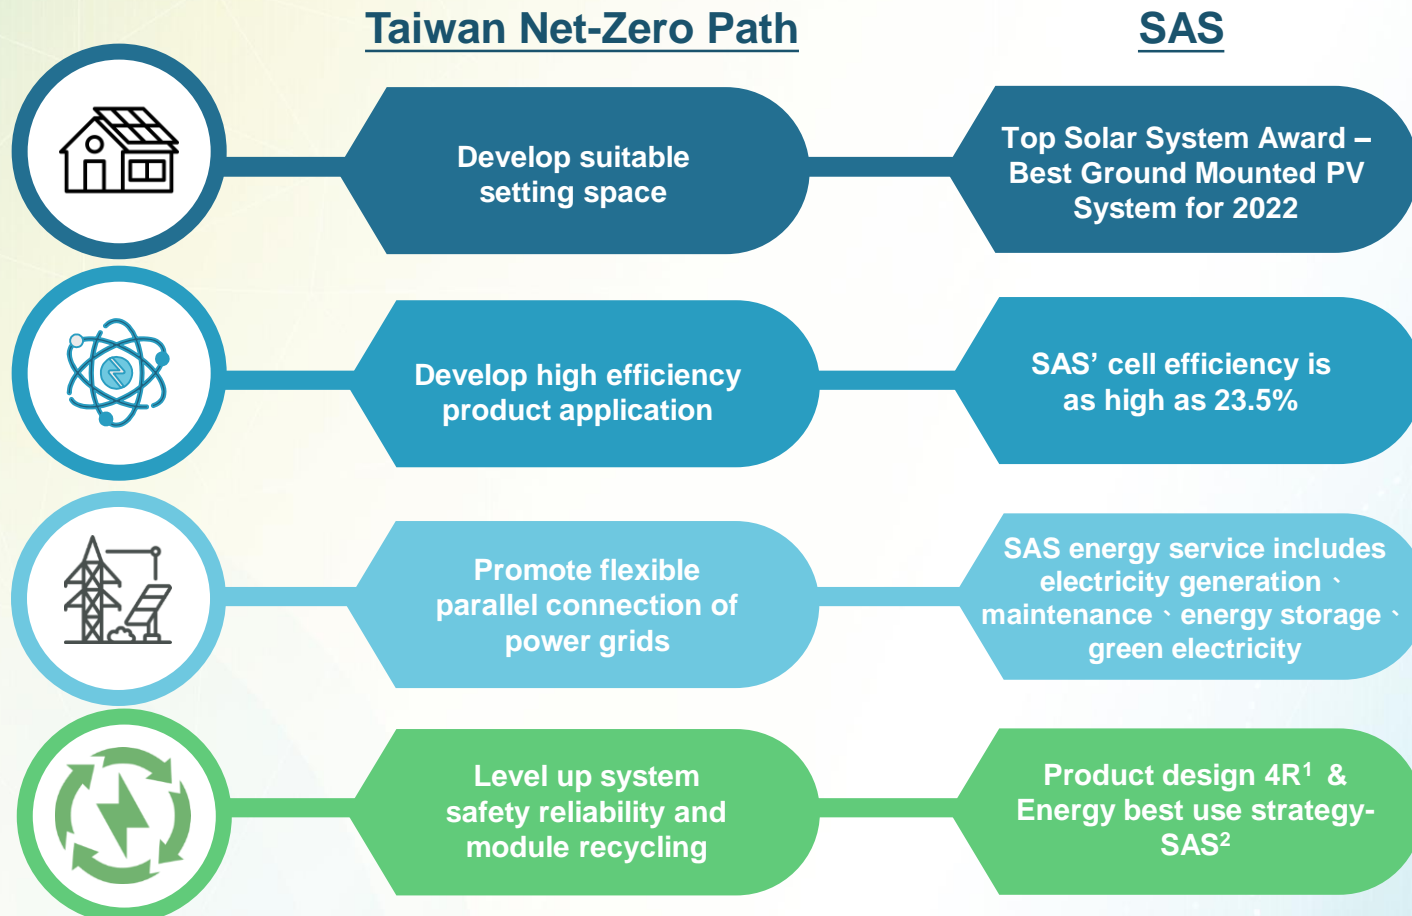 Taiwan Net-Zero Path
SAS
Develop suitable
setting space
Top Solar System Award –
Best Ground Mounted PV
System for 2022
Develop high efficiency
product application
SAS’ cell efficiency is
as high as 23.5%
Promote flexible
parallel connection of
power grids
SAS energy service includes
electricity generation、
maintenance、energy storage、
green electricity
Level up system
safety reliability and
module recycling
Product design 4R¹ &
Energy best use strategy-
SAS²